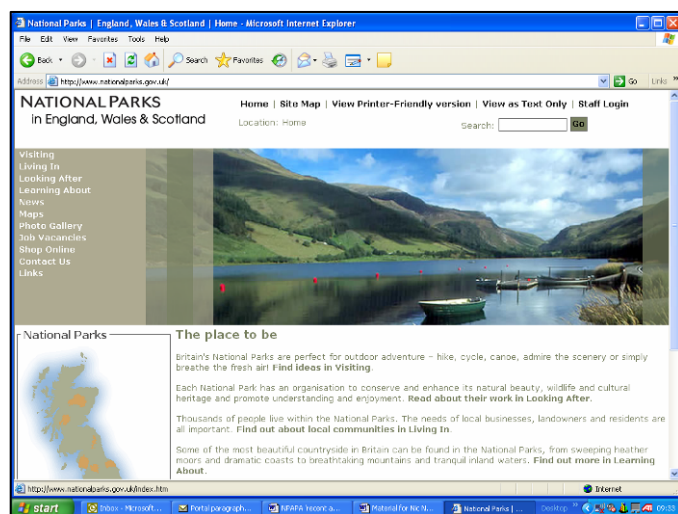 National Parks | England, Wales & Scotland | Home - Microsoft Internet Explorer
File Edit View Favorites Tools Help
Back Search Favorites
Address http://www.nationalparks.gov.uk/ Go Links
NATIONAL PARKS
in England, Wales & Scotland
Home | Site Map | View Printer-Friendly version | View as Text Only | Staff Login
Location: Home
Search: Go
Visiting
Living In
Looking After
Learning About
News
Maps
Photo Gallery
Job Vacancies
Shop Online
Contact Us
Links
National Parks
The place to be
Britain's National Parks are perfect for outdoor adventure – hike, cycle, canoe, admire the scenery or simply
breathe the fresh air! Find ideas in Visiting.
Each National Park has an organisation to conserve and enhance its natural beauty, wildlife and cultural
heritage and promote understanding and enjoyment. Read about their work in Looking After.
Thousands of people live within the National Parks. The needs of local businesses, landowners and residents are
all important. Find out about local communities in Living In.
Some of the most beautiful countryside in Britain can be found in the National Parks, from sweeping heather
moors and dramatic coasts to breathtaking mountains and tranquil inland waters. Find out more in Learning
About.
http://www.nationalparks.gov.uk/index.htm Internet
start Inbox - Microsoft... Portal paragraph... Material for Nic N... National Parks | ... Desktop 09:33